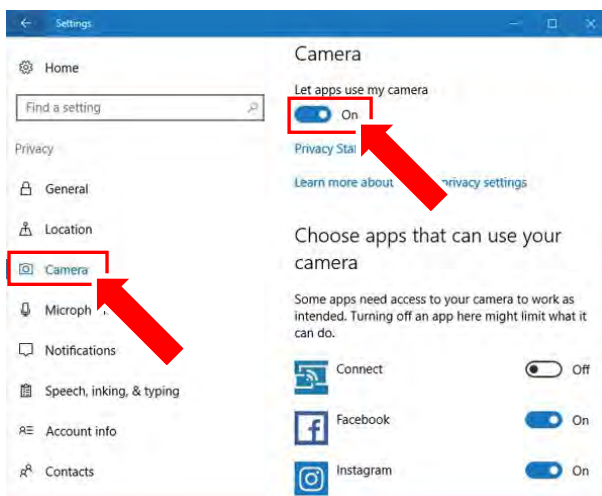 Settings
Home
Find a setting
Privacy
General
Location
Camera
Notifications
Speech, inking, & typing
Account info
Contacts
Camera
Let apps use my camera
On
Privacy
Learn more about privacy settings
Choose apps that can use your
camera
Some apps need access to your camera to work as
intended. Turning off an app here might limit what it
can do.
Connect
Off
Facebook
On
Instagram
On